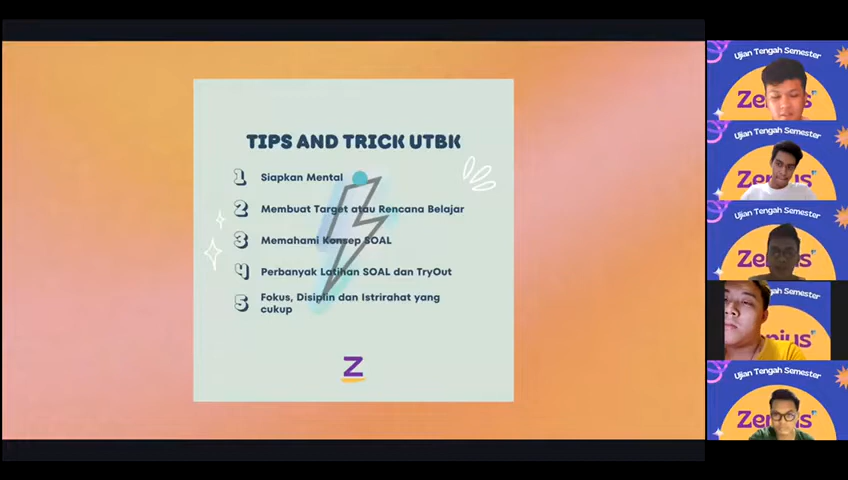 TIPS AND TRICK UTBK
1 Siapkan Mental
2 Membuat Target atau Rencana Belajar
3 Memahami Konsep SOAL
4 Perbanyak Latihan SOAL dan TryOut
5 Fokus, Disiplin dan Istrirahat yang
cukup
Z
Ujian Tengah Semester
Zenius
Ujian Tengah Semester
Zenius
Ujian Tengah Semester
Zenius
Semester
nius
Ujian Tengah Semester
Zenius